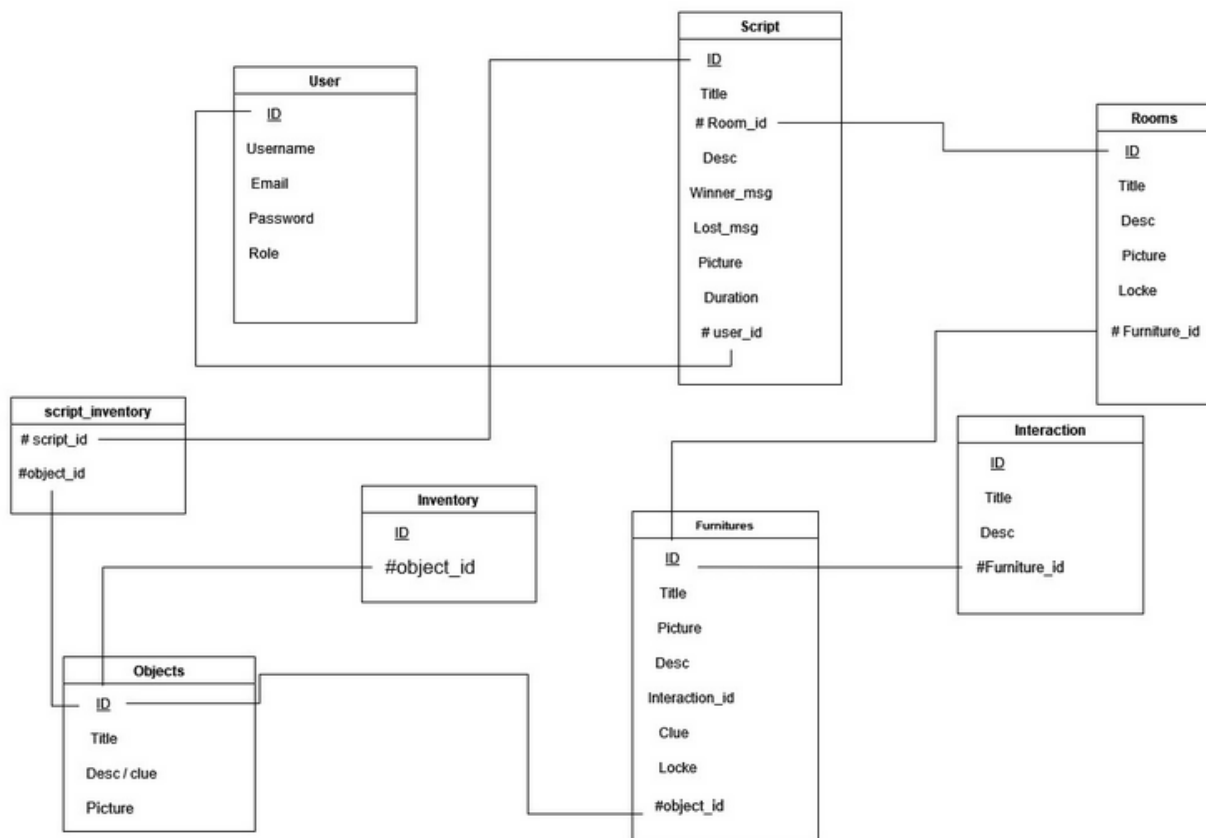 User
ID
Username
Email
Password
Role
Script
ID
Title
# Room_id
Desc
Winner_msg
Lost_msg
Picture
Duration
# user_id
Rooms
ID
Title
Desc
Picture
Locke
# Furniture_id
script_inventory
# script_id
#object_id
Inventory
ID
#object_id
Furnitures
ID
Title
Picture
Desc
Interaction_id
Clue
Locke
#object_id
Interaction
ID
Title
Desc
#Furniture_id
Objects
ID
Title
Desc / clue
Picture